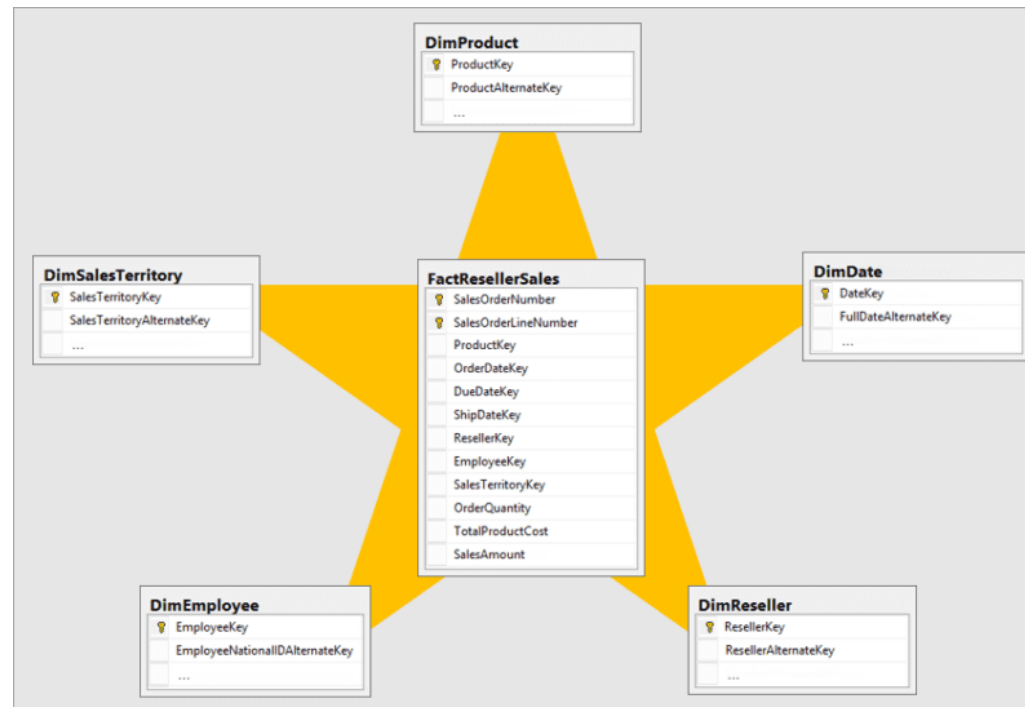 DimProduct
ProductKey
ProductAlternateKey
...
DimSalesTerritory
SalesTerritoryKey
SalesTerritoryAlternateKey
...
FactResellerSales
SalesOrderNumber
SalesOrderLineNumber
ProductKey
OrderDateKey
DueDateKey
ShipDateKey
ResellerKey
EmployeeKey
SalesTerritoryKey
OrderQuantity
TotalProductCost
SalesAmount
DimDate
DateKey
FullDateAlternateKey
...
DimEmployee
EmployeeKey
EmployeeNationalIDAlternateKey
...
DimReseller
ResellerKey
ResellerAlternateKey
...